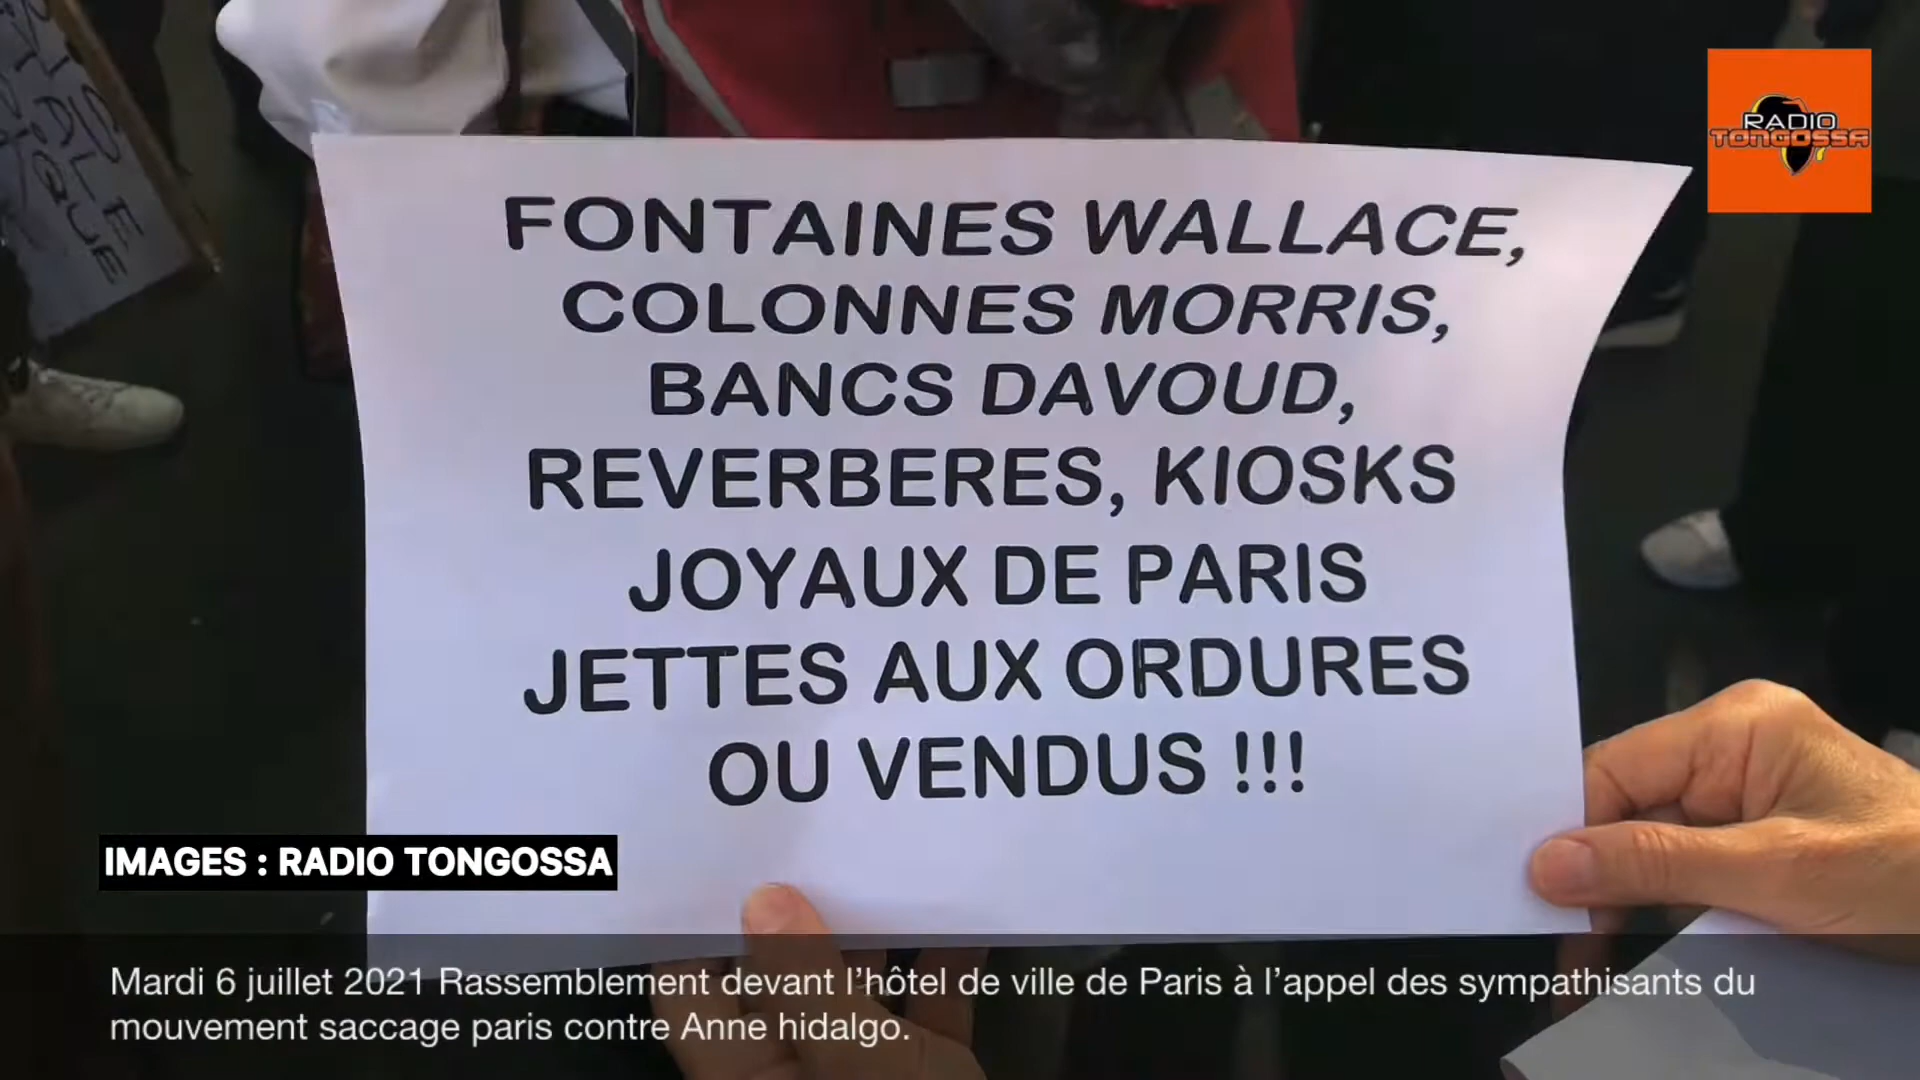 RADIO
TONGOSSA
FONTAINES WALLACE,
COLONNES MORRIS,
BANCS DAVOUD,
REVERBERES, KIOSKS
JOYAUX DE PARIS
JETTES AUX ORDURES
OU VENDUS !!!
IMAGES : RADIO TONGOSSA
Mardi 6 juillet 2021 Rassemblement devant l’hôtel de ville de Paris à l’appel des sympathisants du
mouvement saccage paris contre Anne hidalgo.